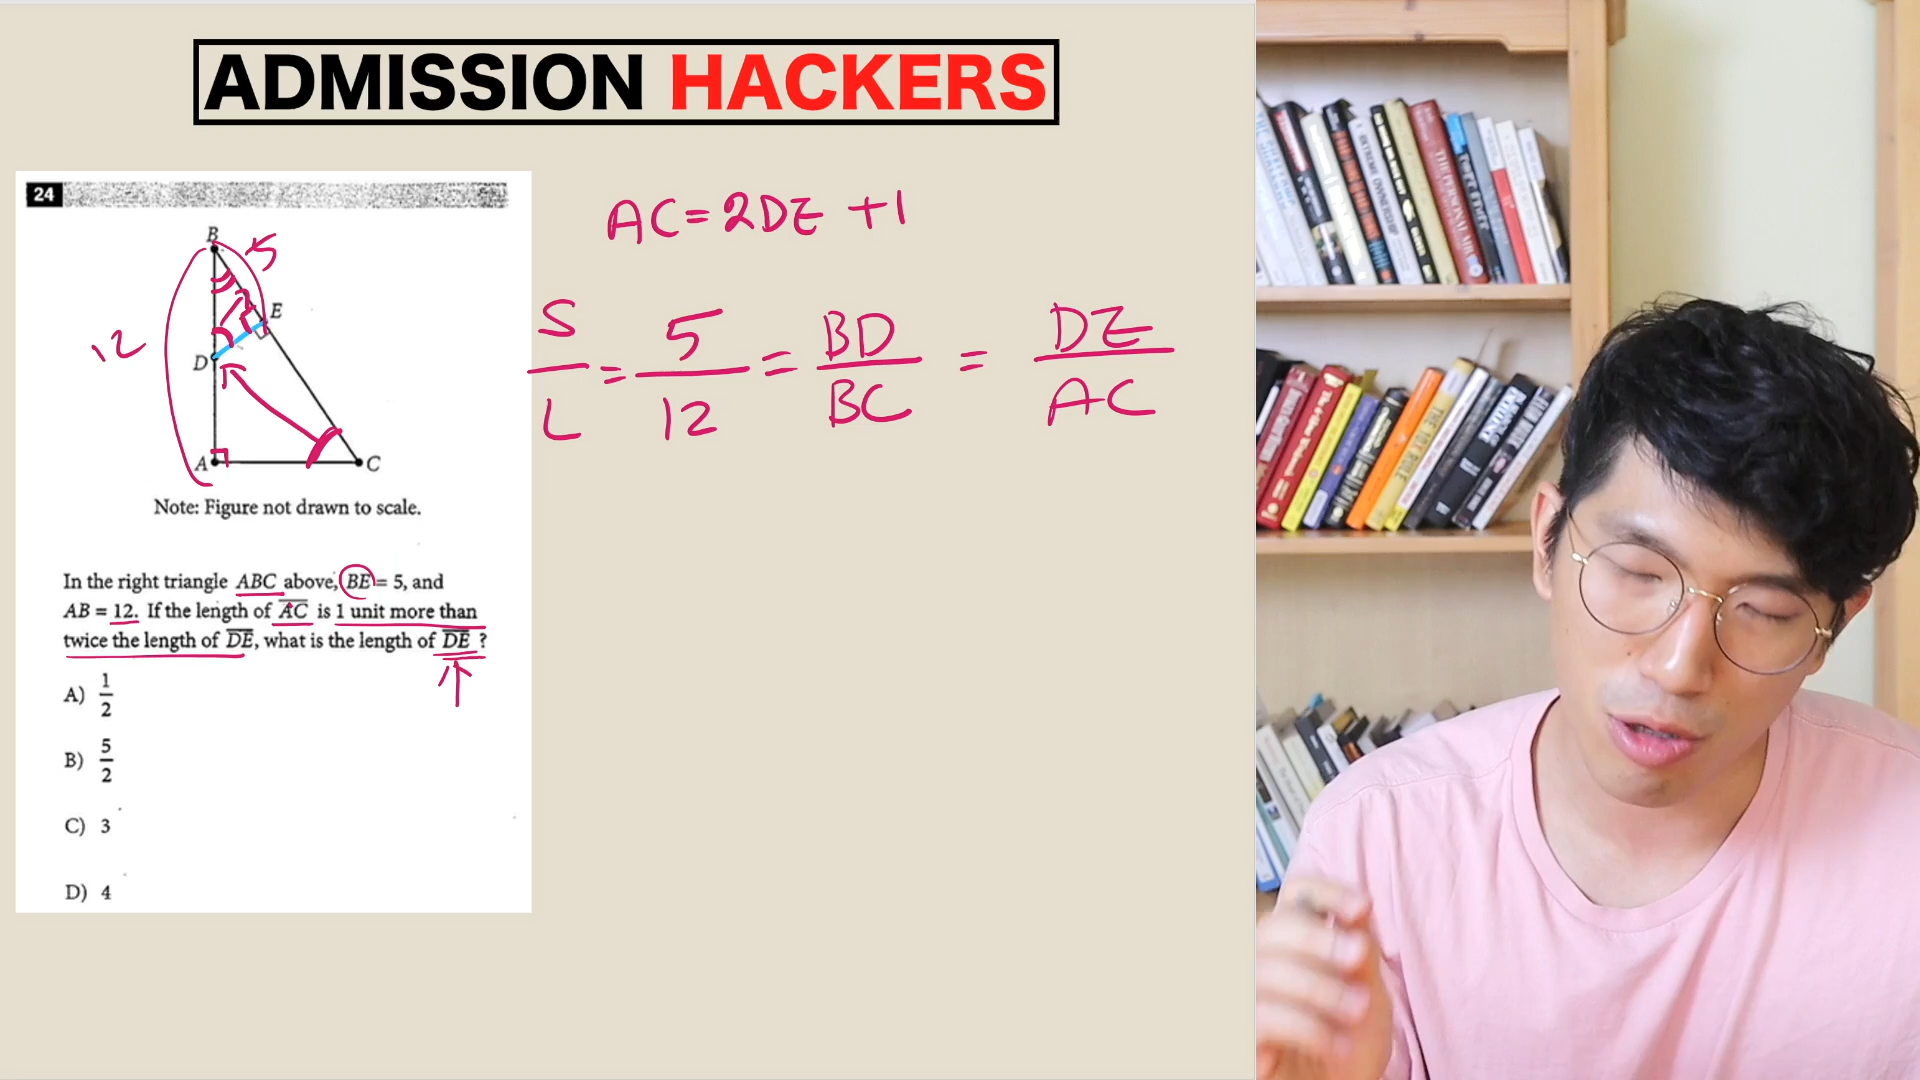 ADMISSION HACKERS
24
B
5
E
12
D
A
C
Note: Figure not drawn to scale.
In the right triangle ABC above, BE = 5, and
AB = 12. If the length of AC is 1 unit more than
twice the length of DE, what is the length of DE ?
A) 1/2
B) 5/2
C) 3
D) 4
AC=2DE +1
S/L = 5/12 = BD/BC = DE/AC